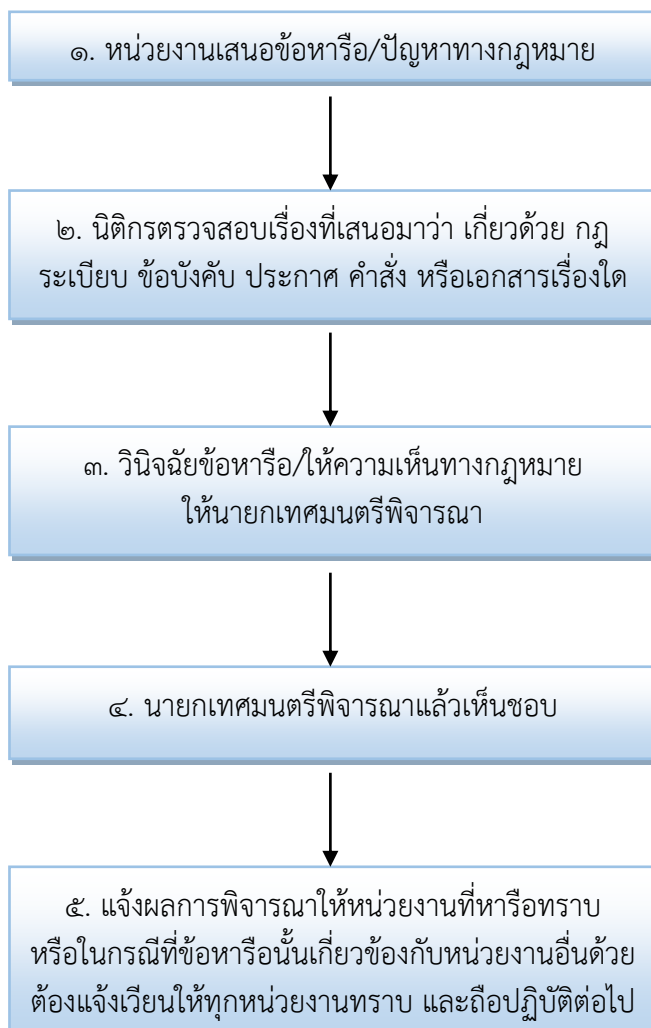 ๑. หน่วยงานเสนอข้อหารือ/ปัญหาทางกฎหมาย
๒. นิติกรตรวจสอบเรื่องที่เสนอมาว่า เกี่ยวด้วย กฎ
ระเบียบ ข้อบังคับ ประกาศ คำสั่ง หรือเอกสารเรื่องใด
๓. วินิจฉัยข้อหารือ/ให้ความเห็นทางกฎหมาย
ให้นายกเทศมนตรีพิจารณา
๔. นายกเทศมนตรีพิจารณาแล้วเห็นชอบ
๕. แจ้งผลการพิจารณาให้หน่วยงานที่หารือทราบ
หรือในกรณีที่ข้อหารือนั้นเกี่ยวข้องกับหน่วยงานอื่นด้วย
ต้องแจ้งเวียนให้ทุกหน่วยงานทราบ และถือปฏิบัติต่อไป